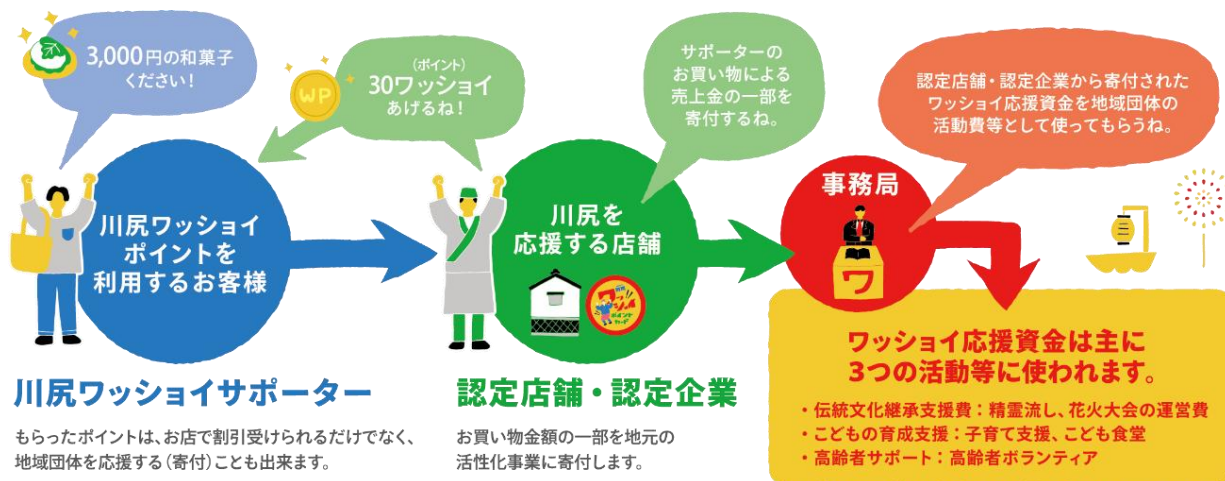 3,000円の和菓子
ください!
(ポイント)
30ワッショイ
あげるね!
WP
サポーターの
お買い物による
売上金の一部を
寄付するね。
認定店舗・認定企業から寄付された
ワッショイ応援資金を地域団体の
活動費等として使ってもらうね。
川尻ワッショイ
ポイントを
利用するお客様
川尻を
応援する店舗
ワッショイ
ポイント
カード
事務局
ワ
川尻ワッショイサポーター
もらったポイントは、お店で割引受けられるだけでなく、
地域団体を応援する(寄付)ことも出来ます。
認定店舗・認定企業
お買い物金額の一部を地元の
活性化事業に寄付します。
ワッショイ応援資金は主に
3つの活動等に使われます。
・伝統文化継承支援費:精霊流し、花火大会の運営費
・こどもの育成支援:子育て支援、こども食堂
・高齢者サポート:高齢者ボランティア